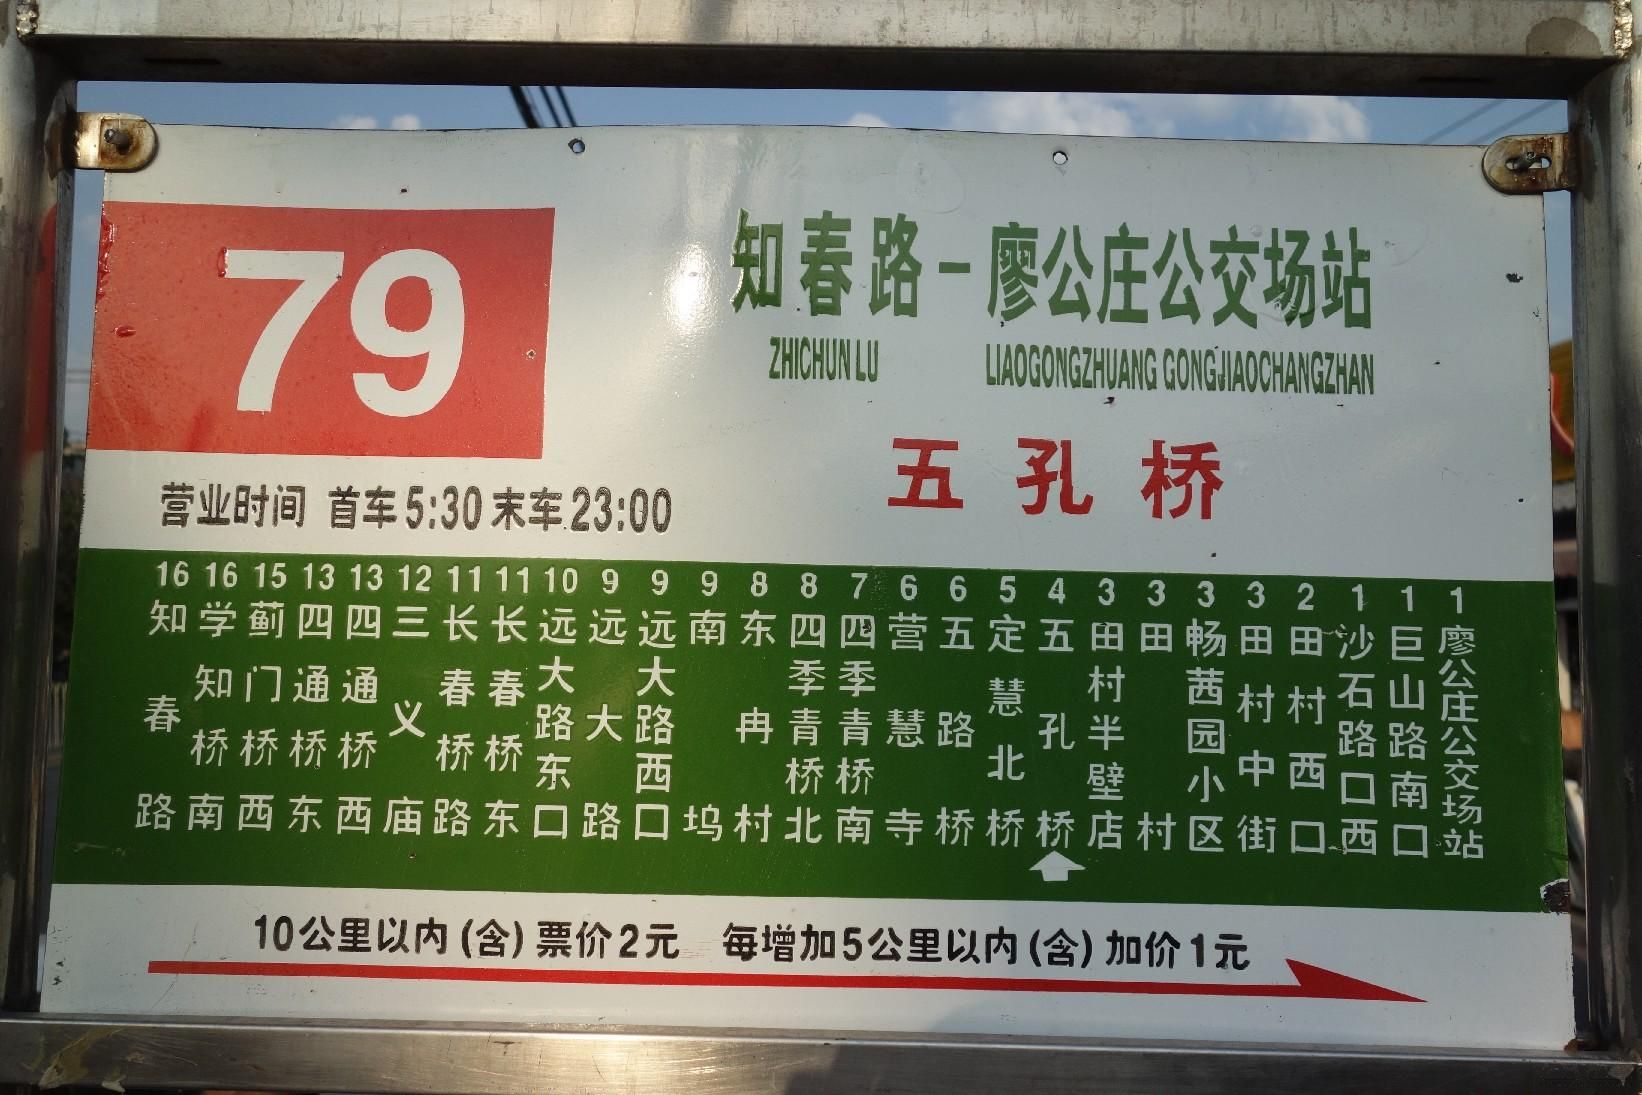 79
知春路-廖公庄公交场站
ZHICHUN LU LIAOGONGZHUANG GONGJIAOCHANGZHAN
五孔桥
营业时间 首车5:30 末车23:00
16 知春路
16 学知桥南
15 蓟门桥西
13 四通桥东
13 四通桥西
12 三义庙
11 长春桥路
11 长春桥东
10 远大路东口
9 远大路
9 远大路西口
9 南坞
8 东冉村
8 四季青桥北
7 四季青桥南
6 营慧寺
6 五路桥
5 定慧北桥
4 五孔桥
3 田村半壁店
3 田村
3 畅茜园小区
3 田村中街
2 田村西口
1 沙石路口西
1 巨山路南口
1 廖公庄公交场站
10公里以内(含)票价2元 每增加5公里以内(含)加价1元